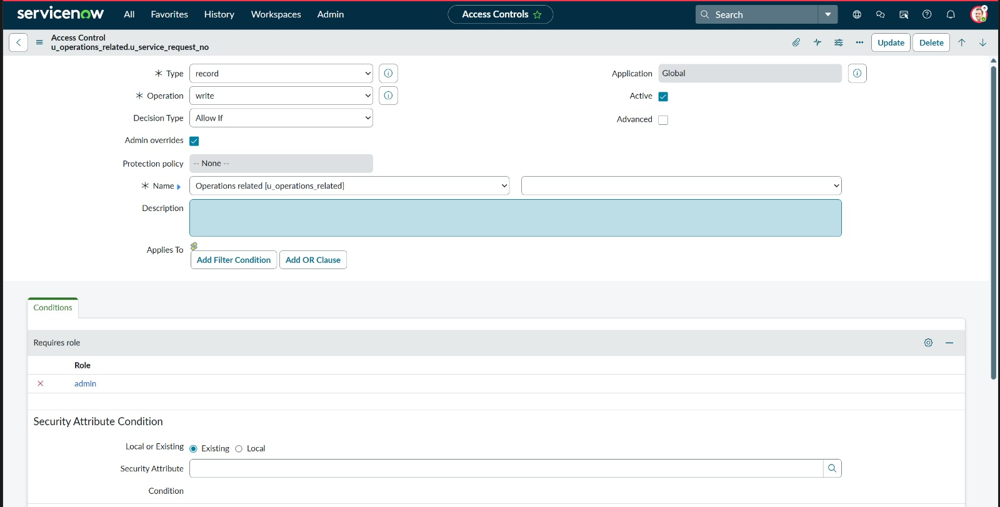 servicenow All Favorites History Workspaces Admin Access Controls Search
Access Control
u_operations_related.u_service_request_no
Update Delete
Type record
Application Global
Operation write
Active
Decision Type Allow If
Advanced
Admin overrides
Protection policy -- None --
Name Operations related [u_operations_related]
Description
Applies To
Add Filter Condition Add OR Clause
Conditions
Requires role
Role
admin
Security Attribute Condition
Local or Existing Existing Local
Security Attribute
Condition